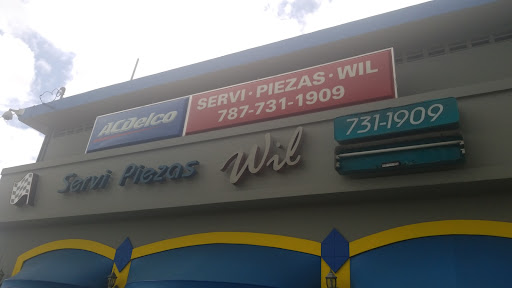 ACDelco
SERVI · PIEZAS · WIL
787-731-1909
Servi Piezas Wil
731-1909